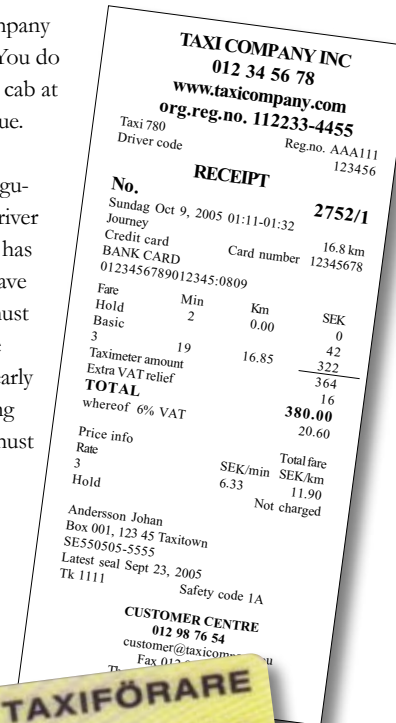 mpany
You do
cab at
ue.
gu-
river
has
ave
must
early
ng
must
TAXI COMPANY INC
012 34 56 78
www.taxicompany.com
org.reg.no. 112233-4455
Taxi 780 Reg.no. AAA111
Driver code 123456
RECEIPT
No. 2752/1
Sundag Oct 9, 2005 01:11-01:32
Journey 16.8 km
Credit card Card number 12345678
BANK CARD
0123456789012345:0809
Fare Min Km SEK
Hold 2 0.00 0
Basic 42
3 19 16.85 322
Taximeter amount 364
Extra VAT relief 16
TOTAL 380.00
whereof 6% VAT 20.60
Price info Total fare
Rate SEK/min SEK/km
3 6.33 11.90
Hold Not charged
Andersson Johan
Box 001, 123 45 Taxitown
SE550505-5555
Latest seal Sept 23, 2005
Tk 1111 Safety code 1A
CUSTOMER CENTRE
012 98 76 54
Fax
TAXIFÖRARE